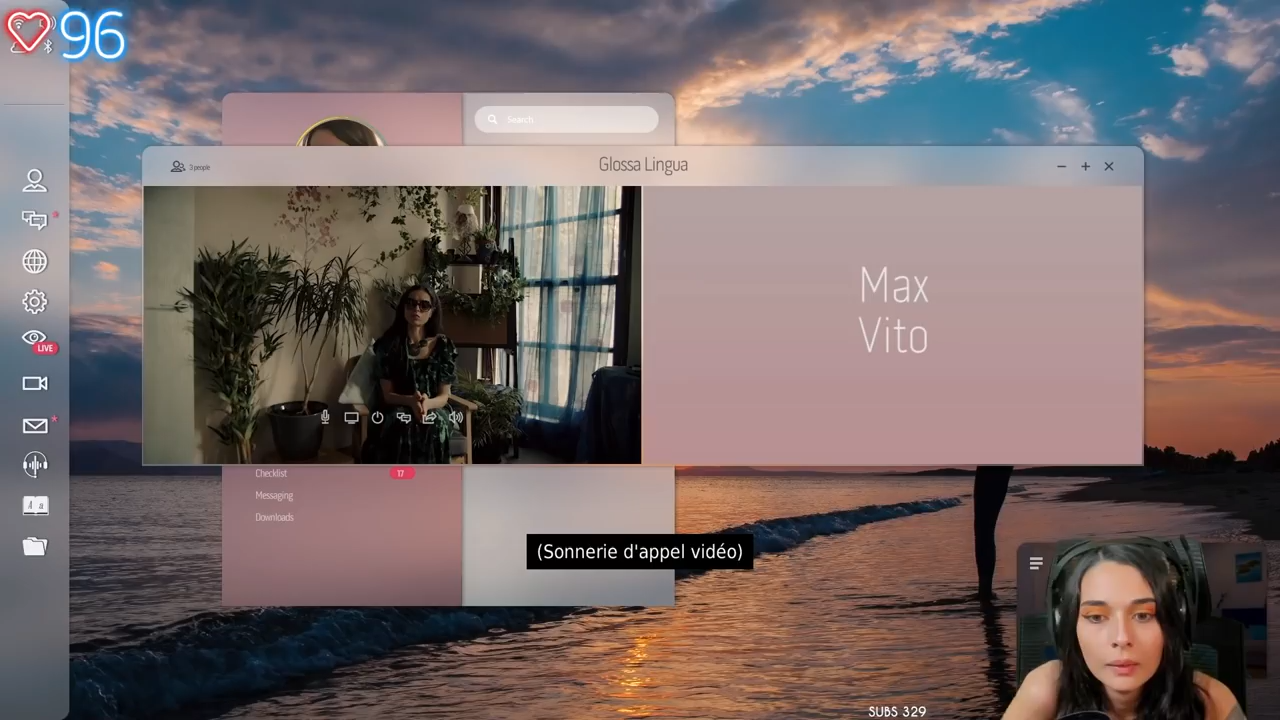 96
Search
3 people
Glossa Lingua
Max
Vito
LIVE
Checklist
17
Messaging
Downloads
(Sonnerie d'appel vidéo)
SUBS 329